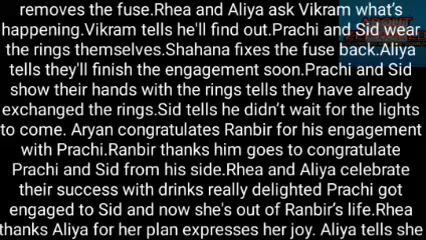 removes the fuse.Rhea and Aliya ask Vikram what's
happening.Vikram tells he'll find out.Prachi and Sid wear
the rings themselves.Shahana fixes the fuse back.Aliya
tells they'll finish the engagement soon.Prachi and Sid
show their hands with the rings tells they have already
exchanged the rings.Sid tells he didn't wait for the lights
to come. Aryan congratulates Ranbir for his engagement
with Prachi.Ranbir thanks him goes to congratulate
Prachi and Sid from his side.Rhea and Aliya celebrate
their success with drinks really delighted Prachi got
engaged to Sid and now she's out of Ranbir's life.Rhea
thanks Aliya for her plan expresses her joy. Aliya tells she